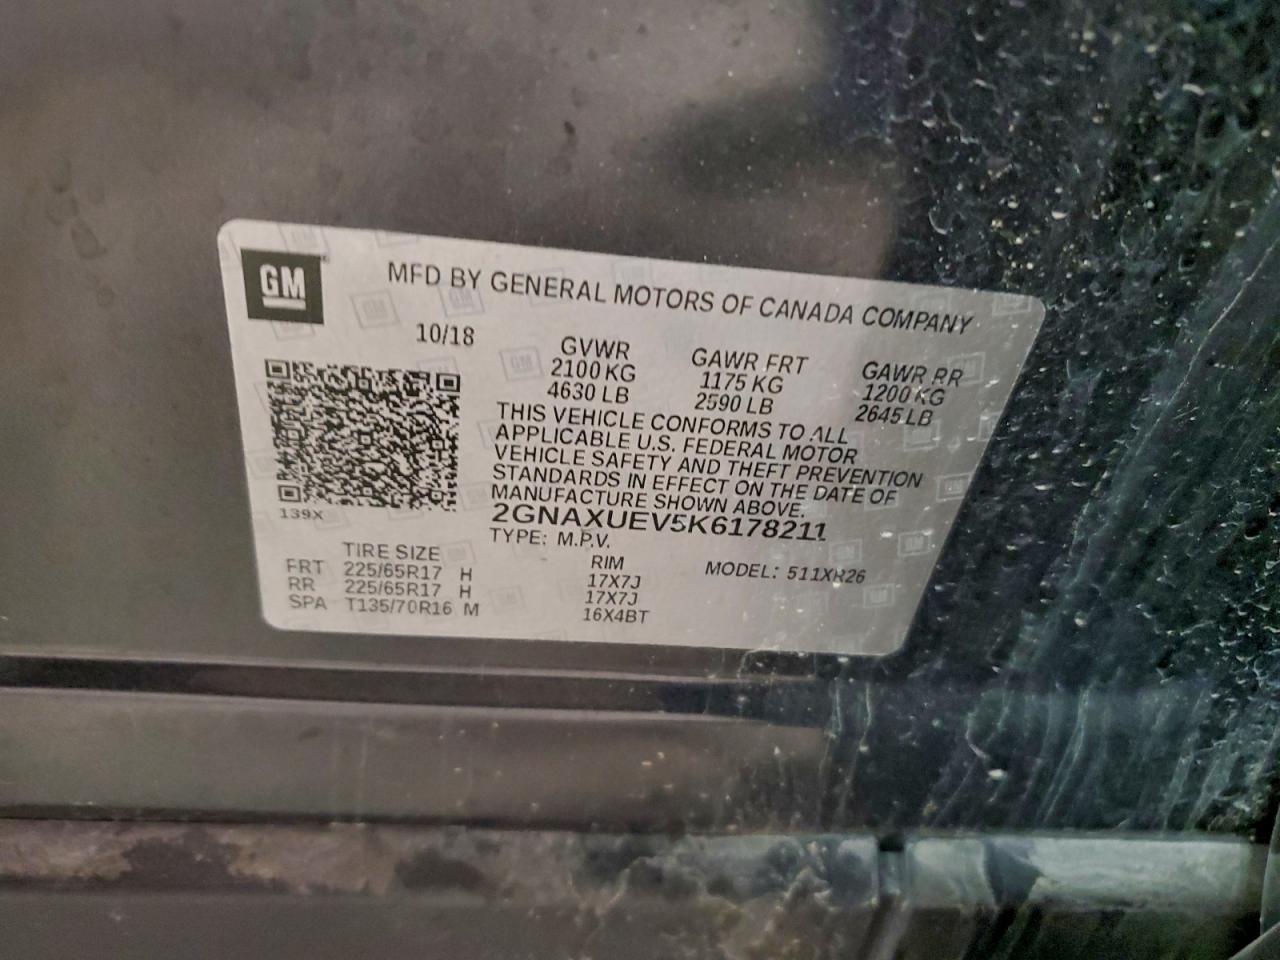 GM
MFD BY GENERAL MOTORS OF CANADA COMPANY
10/18
GVWR GAWR FRT GAWR RR
2100 KG 1175 KG 1200 KG
4630 LB 2590 LB 2645 LB
THIS VEHICLE CONFORMS TO ALL
APPLICABLE U.S. FEDERAL MOTOR
VEHICLE SAFETY AND THEFT PREVENTION
STANDARDS IN EFFECT ON THE DATE OF
MANUFACTURE SHOWN ABOVE.
139X
2GNAXUEV5K6178211
TYPE: M.P.V.
TIRE SIZE RIM MODEL: 511XR26
FRT 225/65R17 H 17X7J
RR 225/65R17 H 17X7J
SPA T135/70R16 M 16X4BT